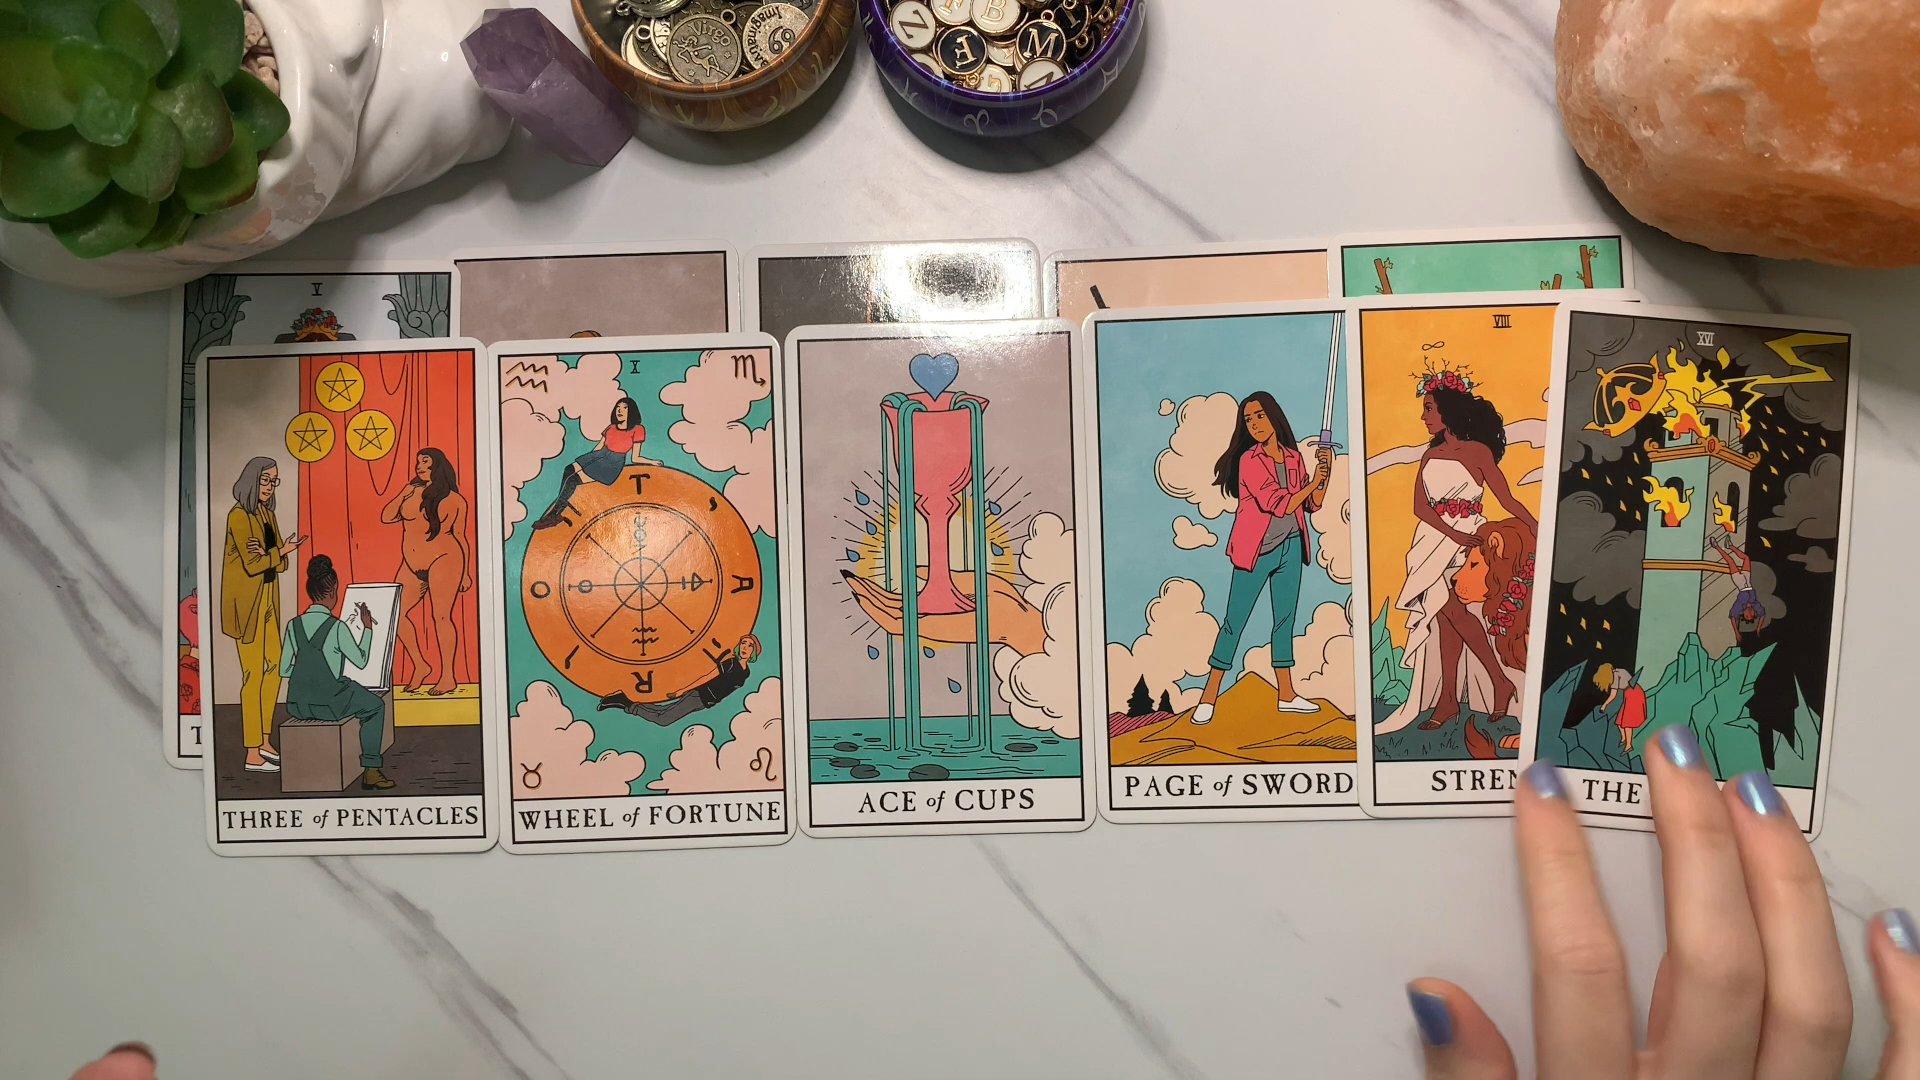 Virgo
Z
B
F
M
V
T
X
VIII
XVI
T
A
R
O
THREE of PENTACLES
WHEEL of FORTUNE
ACE of CUPS
PAGE of SWORD
STREN
THE